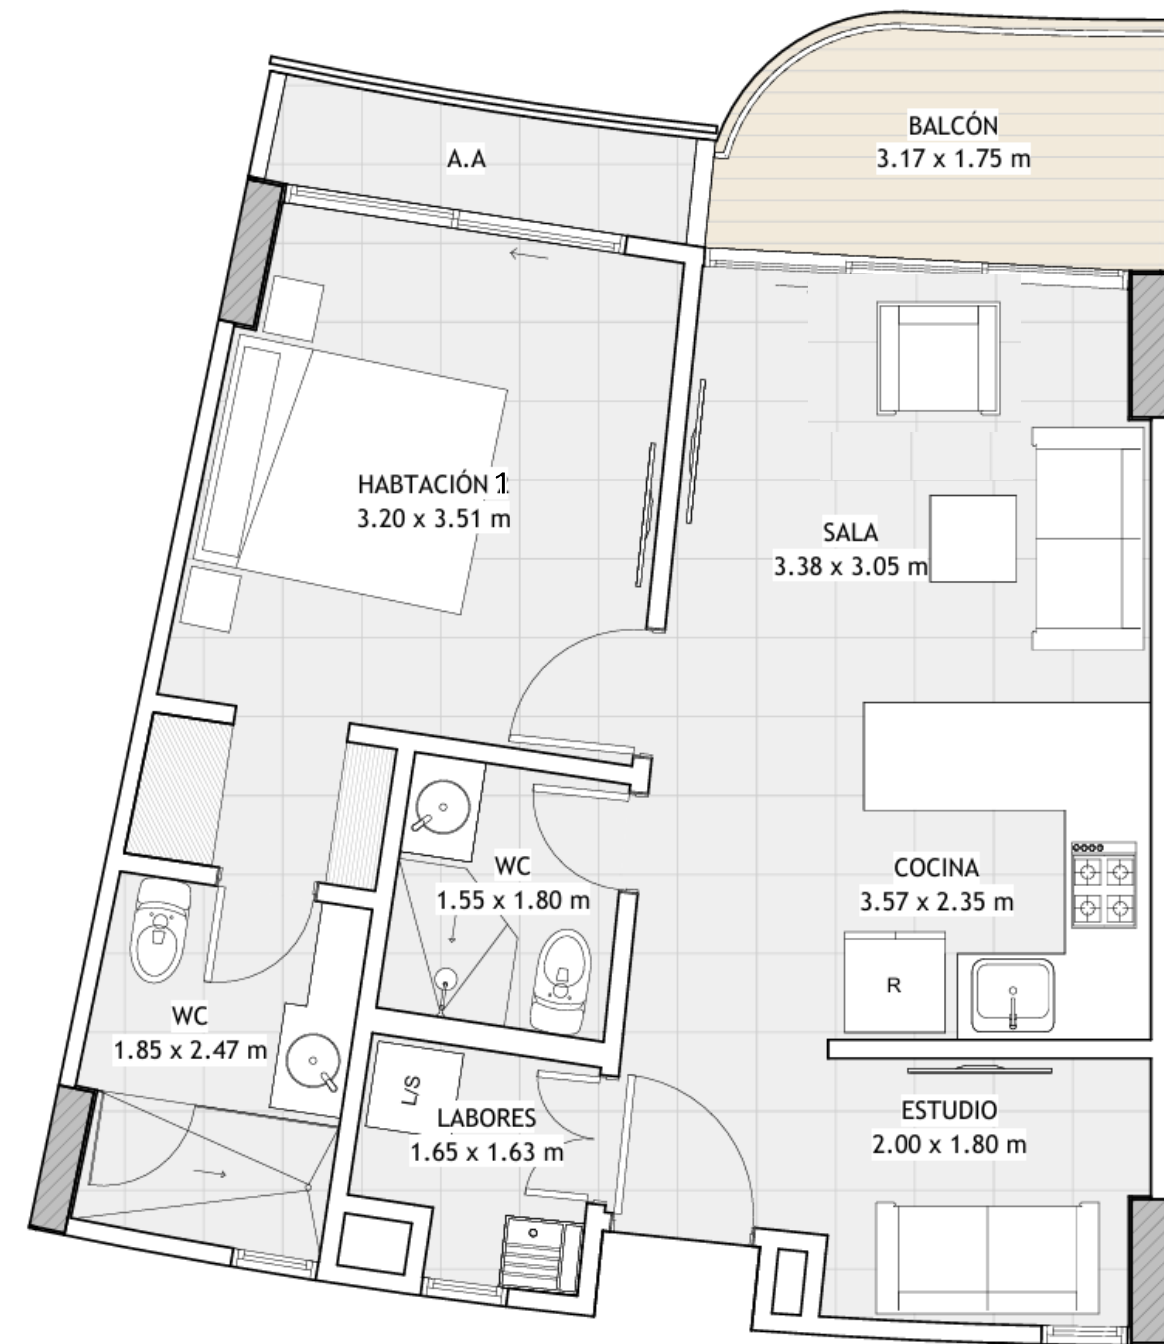 BALCÓN
3.17 x 1.75 m
A.A
HABTACIÓN 1
3.20 x 3.51 m
SALA
3.38 x 3.05 m
WC
1.55 x 1.80 m
COCINA
3.57 x 2.35 m
R
WC
1.85 x 2.47 m
L/S
LABORES
1.65 x 1.63 m
ESTUDIO
2.00 x 1.80 m